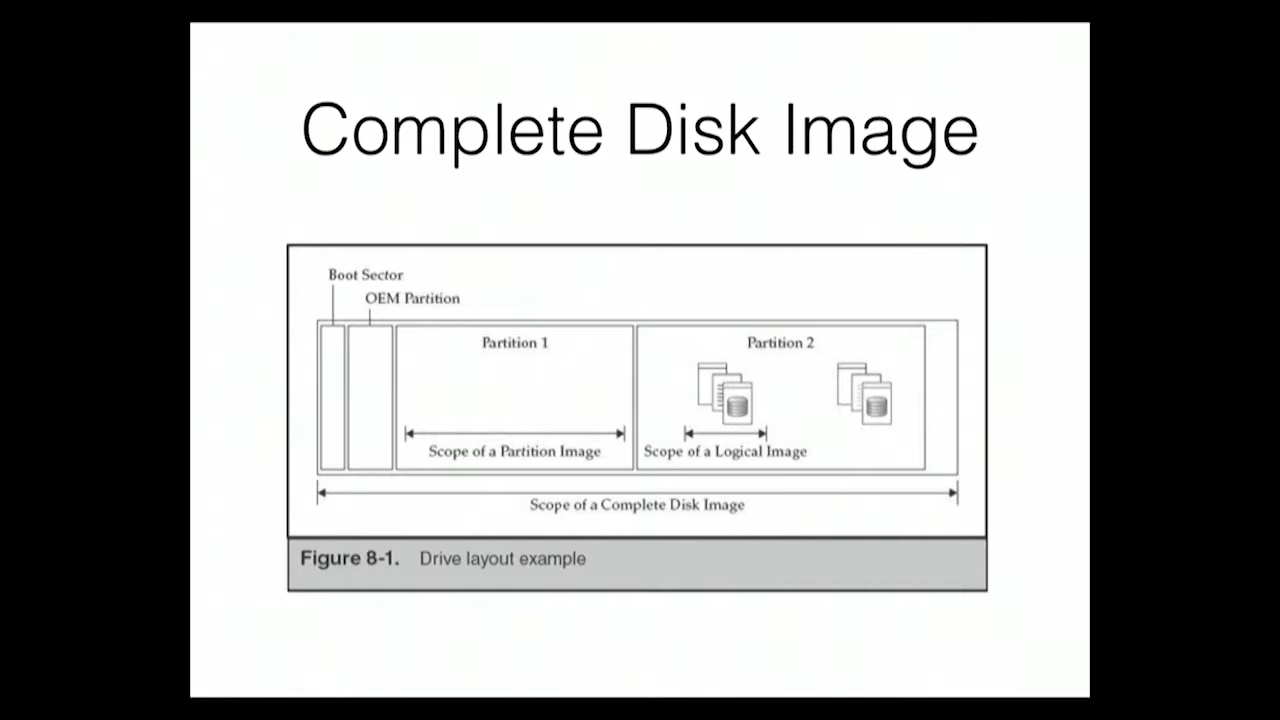 Complete Disk Image
Boot Sector
OEM Partition
Partition 1
Partition 2
Scope of a Partition Image
Scope of a Logical Image
Scope of a Complete Disk Image
Figure 8-1. Drive layout example